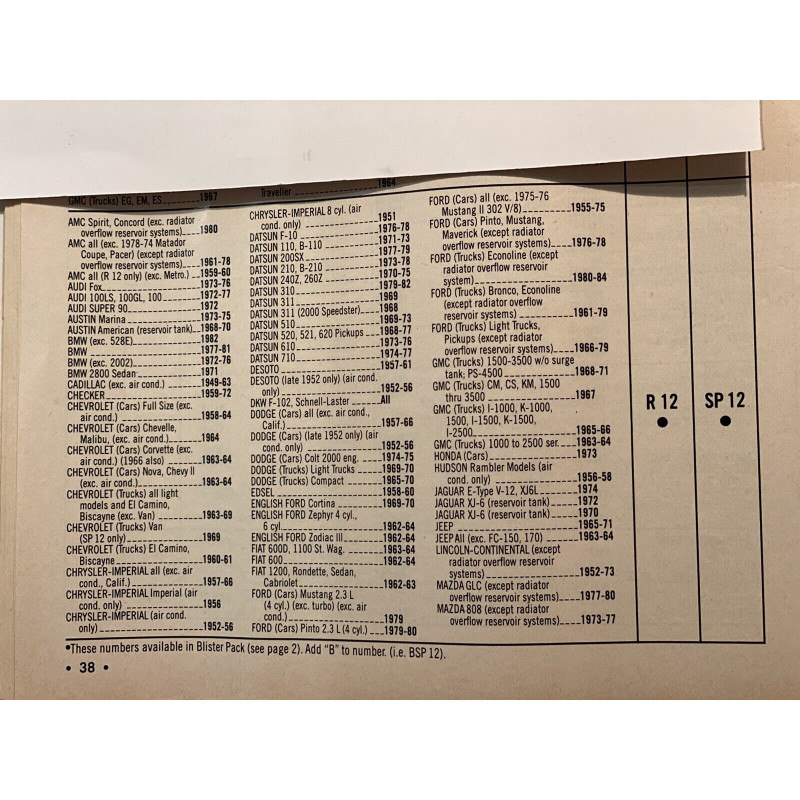 GMC (Trucks) EG, EM, ES 1967
AMC Spirit, Concord (exc. radiator
overflow reservoir systems) 1980
AMC all (exc. 1978-74 Matador
Coupe, Pacer) (except radiator
overflow reservoir systems) 1961-78
AMC all (R 12 only) (exc. Metro.) 1959-60
AUDI Fox 1973-76
AUDI 100LS, 100GL, 100 1972-77
AUDI SUPER 90 1972
AUSTIN Marina 1973-75
AUSTIN American (reservoir tank) 1968-70
BMW (exc. 528E) 1982
BMW 1977-81
BMW (exc. 2002) 1972-76
BMW 2800 Sedan 1971
CADILLAC (exc. air cond.) 1949-63
CHECKER 1959-72
CHEVROLET (Cars) Full Size (exc.
air cond.) 1958-64
CHEVROLET (Cars) Chevelle,
Malibu, (exc. air cond.) 1964
CHEVROLET (Cars) Corvette (exc.
air cond.) (1966 also) 1963-64
CHEVROLET (Cars) Nova, Chevy II
(exc. air cond.) 1963-64
CHEVROLET (Trucks) all light
models and El Camino,
Biscayne (exc. Van) 1963-69
CHEVROLET (Trucks) Van
(SP 12 only) 1969
CHEVROLET (Trucks) El Camino,
Biscayne 1960-61
CHRYSLER-IMPERIAL all (exc. air
cond., Calif.) 1957-66
CHRYSLER-IMPERIAL Imperial (air
cond. only) 1956
CHRYSLER-IMPERIAL (air cond.
only) 1952-56
Traveller 1964
CHRYSLER-IMPERIAL 8 cyl. (air
cond. only) 1951
DATSUN F-10 1976-78
DATSUN 110, B-110 1971-73
DATSUN 200SX 1977-79
DATSUN 210, B-210 1973-78
DATSUN 240Z, 260Z 1970-75
DATSUN 310 1979-82
DATSUN 311 1969
DATSUN 311 (2000 Speedster) 1968
DATSUN 510 1969-73
DATSUN 520, 521, 620 Pickups 1968-77
DATSUN 610 1973-76
DATSUN 710 1974-77
DESOTO 1957-61
DESOTO (late 1952 only) (air cond.
only) 1952-56
DKW F-102, Schnell-Laster All
DODGE (Cars) all (exc. air cond.,
Calif.) 1957-66
DODGE (Cars) (late 1952 only) (air
cond. only) 1952-56
DODGE (Cars) Colt 2000 eng. 1974-75
DODGE (Trucks) Light Trucks 1969-70
DODGE (Trucks) Compact 1965-70
EDSEL 1958-60
ENGLISH FORD Cortina 1969-70
ENGLISH FORD Zephyr 4 cyl.,
6 cyl. 1962-64
ENGLISH FORD Zodiac III 1962-64
FIAT 600D, 1100 St. Wag. 1963-64
FIAT 600 1962-64
FIAT 1200, Rondette, Sedan,
Cabriolet 1962-63
FORD (Cars) Mustang 2.3 L
(4 cyl.) (exc. turbo) (exc. air
cond.) 1979
FORD (Cars) Pinto 2.3 L (4 cyl.) 1979-80
FORD (Cars) all (exc. 1975-76
Mustang II 302 V/8) 1955-75
FORD (Cars) Pinto, Mustang,
Maverick (except radiator
overflow reservoir systems) 1976-78
FORD (Trucks) Econoline (except
radiator overflow reservoir
system) 1980-84
FORD (Trucks) Bronco, Econoline
(except radiator overflow
reservoir systems) 1961-79
FORD (Trucks) Light Trucks,
Pickups (except radiator
overflow reservoir systems) 1966-79
GMC (Trucks) 1500-3500 w/o surge
tank; PS-4500 1968-71
GMC (Trucks) CM, CS, KM, 1500
thru 3500 1967
GMC (Trucks) I-1000, K-1000,
1500, I-1500, K-1500,
I-2500 1965-66
GMC (Trucks) 1000 to 2500 ser. 1963-64
HONDA (Cars) 1973
HUDSON Rambler Models (air
cond. only) 1956-58
JAGUAR E-Type V-12, XJ6L 1974
JAGUAR XJ-6 (reservoir tank) 1972
JAGUAR XJ-6 (reservoir tank) 1970
JEEP 1965-71
JEEP All (exc. FC-150, 170) 1963-64
LINCOLN-CONTINENTAL (except
radiator overflow reservoir
systems) 1952-73
MAZDA GLC (except radiator
overflow reservoir systems) 1977-80
MAZDA 808 (except radiator
overflow reservoir systems) 1973-77
R 12
●
SP 12
●
•These numbers available in Blister Pack (see page 2). Add "B" to number. (i.e. BSP 12).
• 38 •